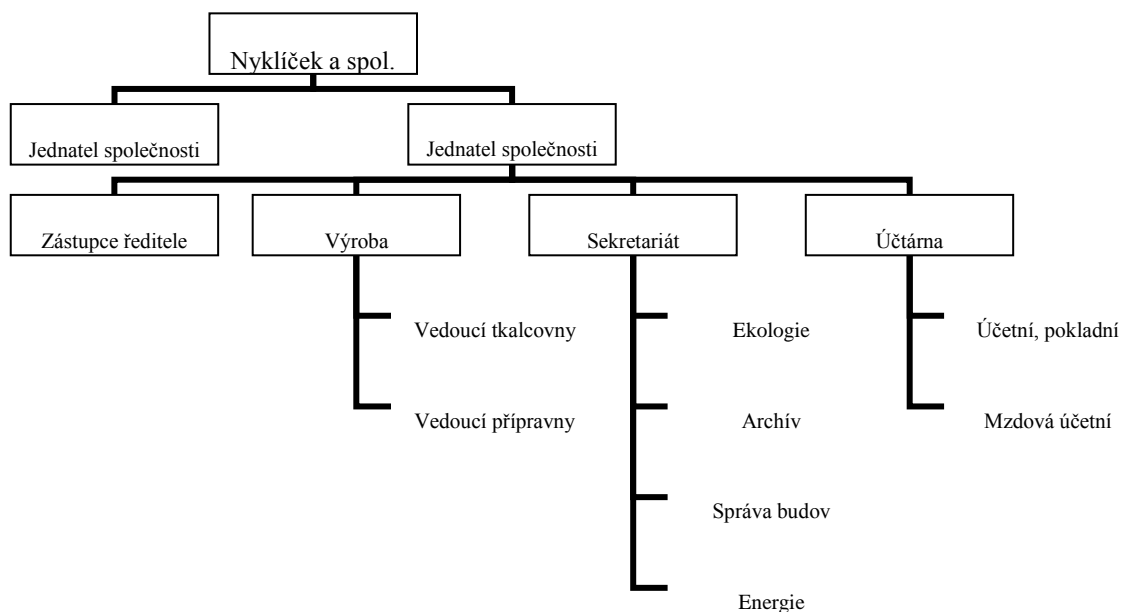 Nyklíček a spol.
Jednatel společnosti
Jednatel společnosti
Zástupce ředitele
Výroba
Sekretariát
Účtárna
Vedoucí tkalcovny
Ekologie
Účetní, pokladní
Vedoucí přípravny
Archív
Mzdová účetní
Správa budov
Energie